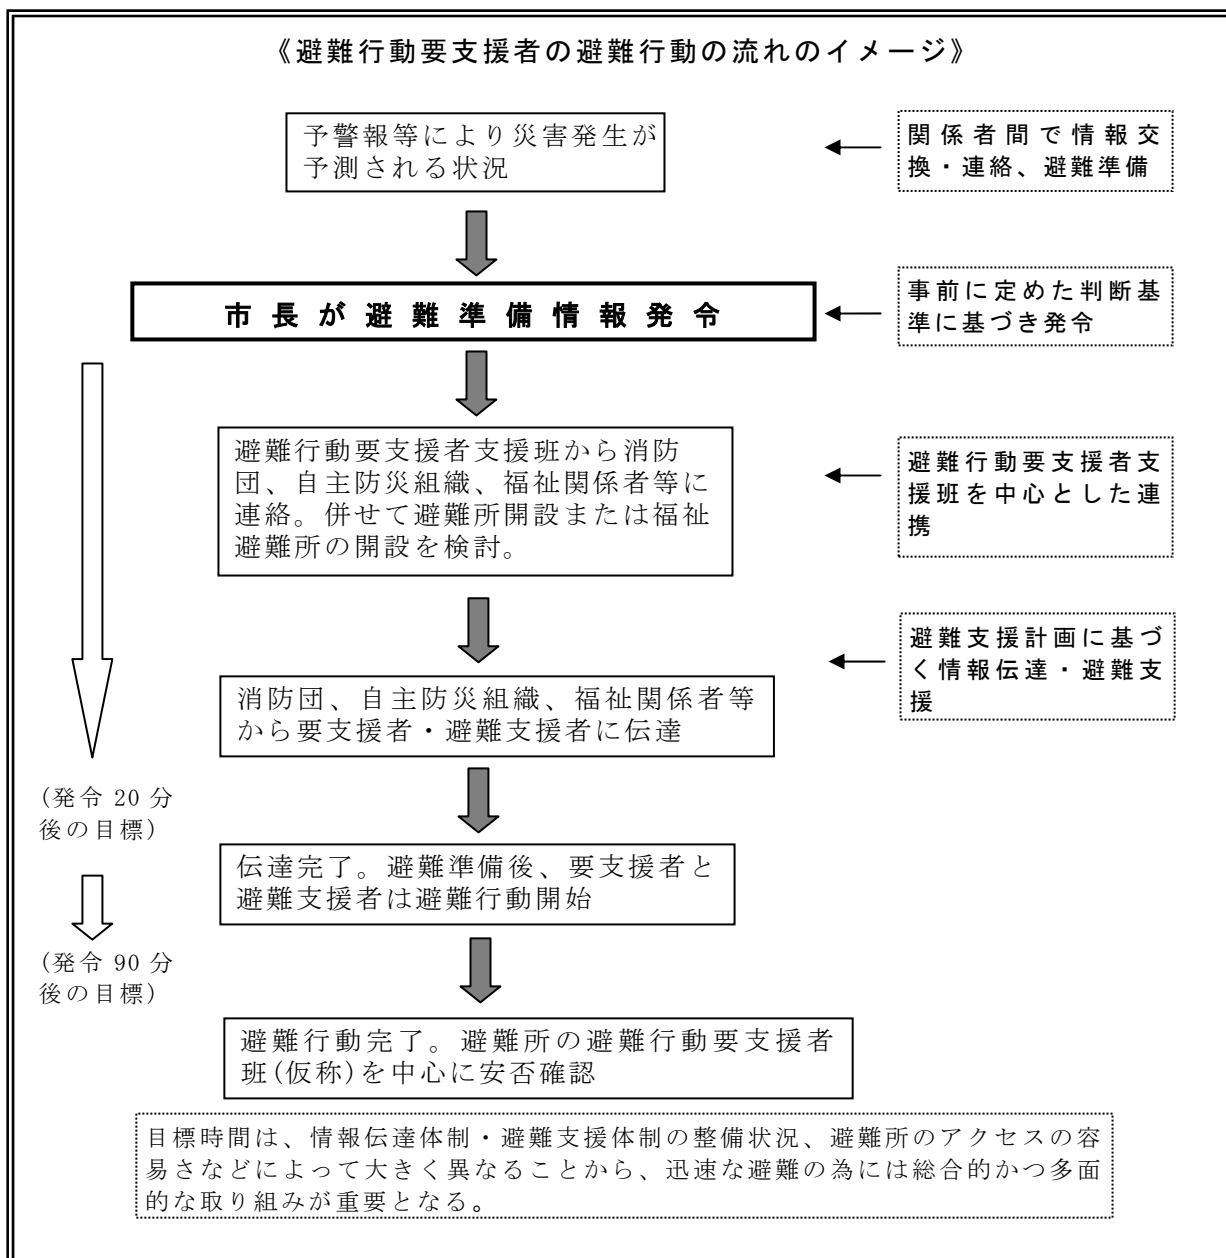 《避難行動要支援者の避難行動の流れのイメージ》
予警報等により災害発生が
予測される状況
関係者間で情報交
換・連絡、避難準備
市長が避難準備情報発令
事前に定めた判断基
準に基づき発令
避難行動要支援者支援班から消防
団、自主防災組織、福祉関係者等に
連絡。併せて避難所開設または福祉
避難所の開設を検討。
避難行動要支援者支
援班を中心とした連
携
避難支援計画に基づ
く情報伝達・避難支
援
消防団、自主防災組織、福祉関係者等
から要支援者・避難支援者に伝達
(発令 20 分
後の目標)
伝達完了。避難準備後、要支援者と
避難支援者は避難行動開始
(発令 90 分
後の目標)
避難行動完了。避難所の避難行動要支援者
班(仮称)を中心に安否確認
目標時間は、情報伝達体制・避難支援体制の整備状況、避難所のアクセスの容
易さなどによって大きく異なることから、迅速な避難の為には総合的かつ多面
的な取り組みが重要となる。